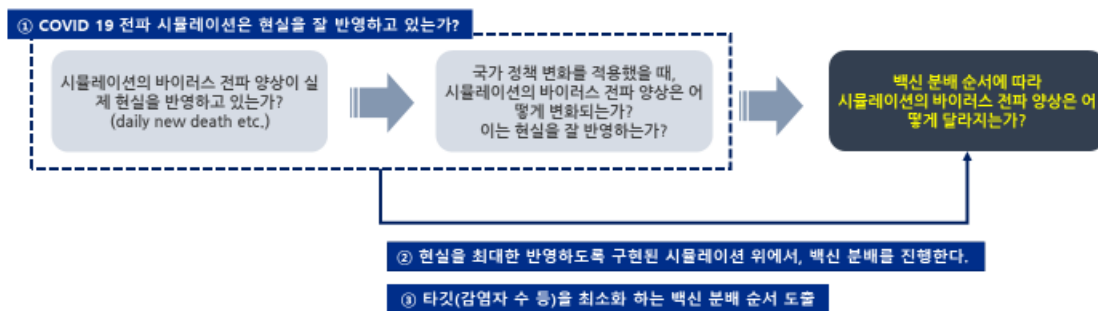 ① COVID 19 전파 시뮬레이션은 현실을 잘 반영하고 있는가?
시뮬레이션의 바이러스 전파 양상이 실
제 현실을 반영하고 있는가?
(daily new death etc.)
국가 정책 변화를 적용했을 때,
시뮬레이션의 바이러스 전파 양상은 어
떻게 변화되는가?
이는 현실을 잘 반영하는가?
백신 분배 순서에 따라
시뮬레이션의 바이러스 전파 양상은 어
떻게 달라지는가?
② 현실을 최대한 반영하도록 구현된 시뮬레이션 위에서, 백신 분배를 진행한다.
③ 타깃(감염자 수 등)을 최소화 하는 백신 분배 순서 도출